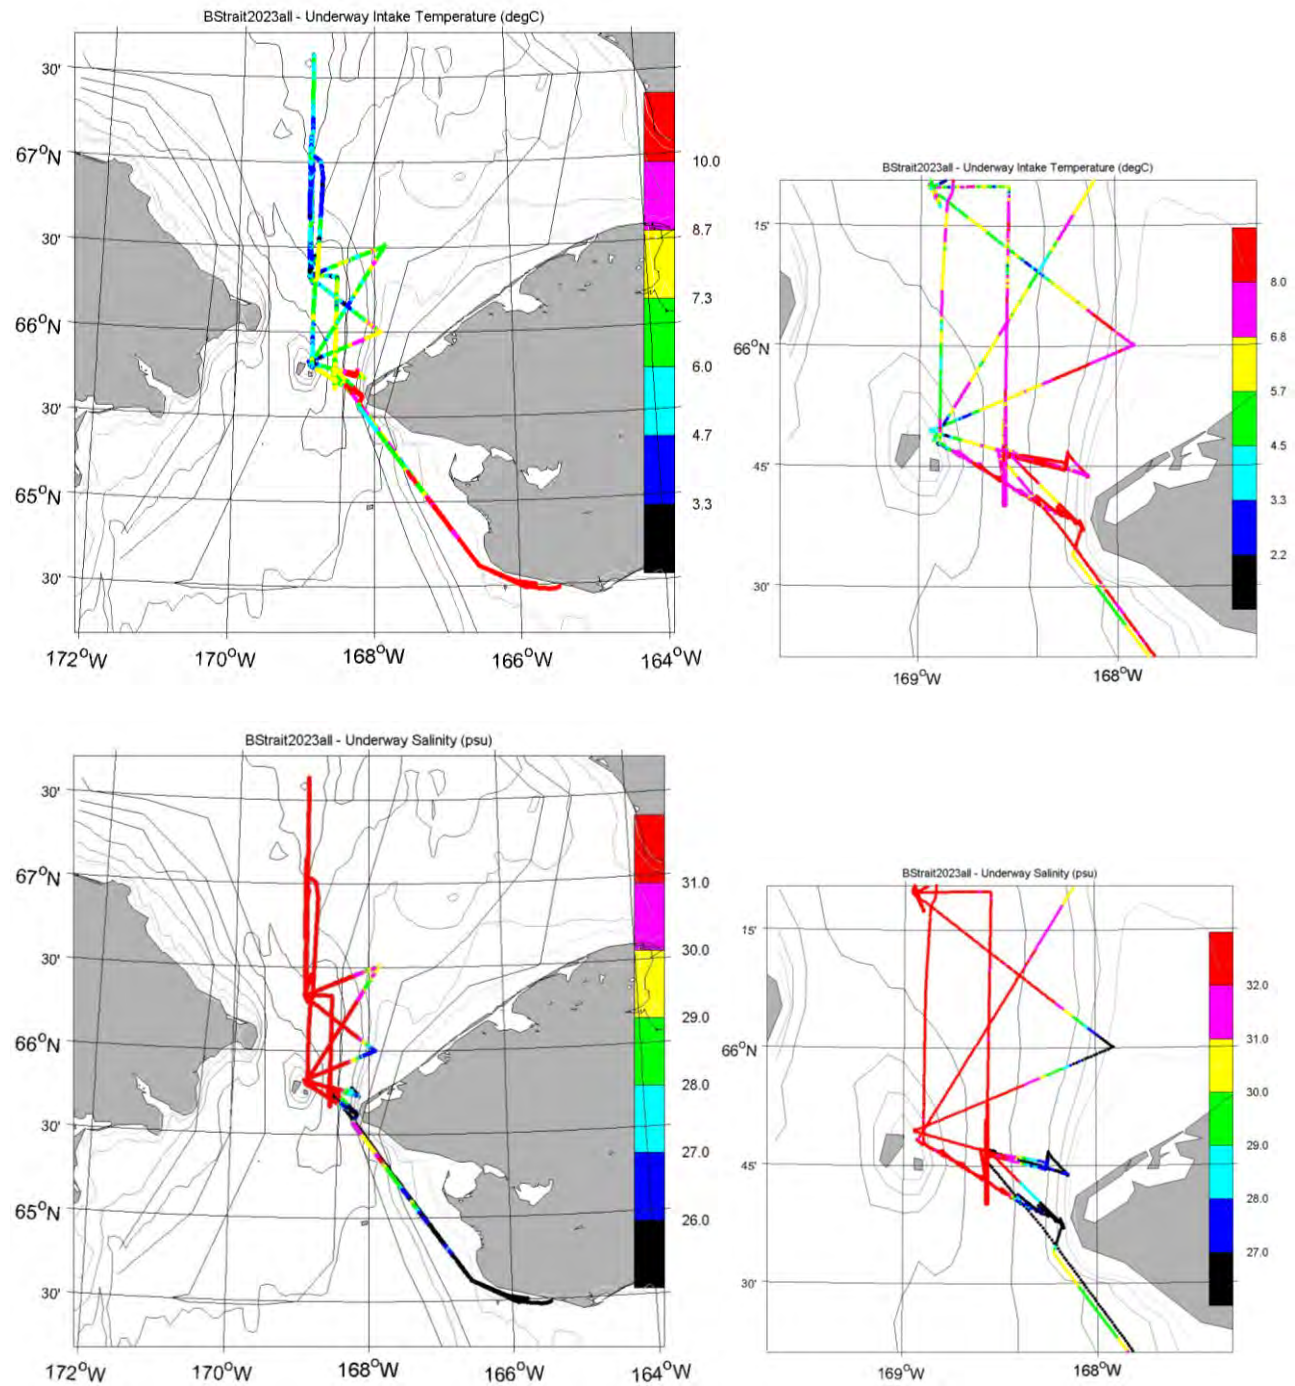 BStrait2023all - Underway Intake Temperature (degC)
30'
67°N
30'
66°N
30'
65°N
30'
172°W 170°W 168°W 166°W 164°W
10.0
8.7
7.3
6.0
4.7
3.3
BStrait2023all - Underway Intake Temperature (degC)
15'
66°N
45'
30'
169°W 168°W
8.0
6.8
5.7
4.5
3.3
2.2
BStrait2023all - Underway Salinity (psu)
30'
67°N
30'
66°N
30'
65°N
30'
172°W 170°W 168°W 166°W 164°W
31.0
30.0
29.0
28.0
27.0
26.0
BStrait2023all - Underway Salinity (psu)
15'
66°N
45'
30'
169°W 168°W
32.0
31.0
30.0
29.0
28.0
27.0